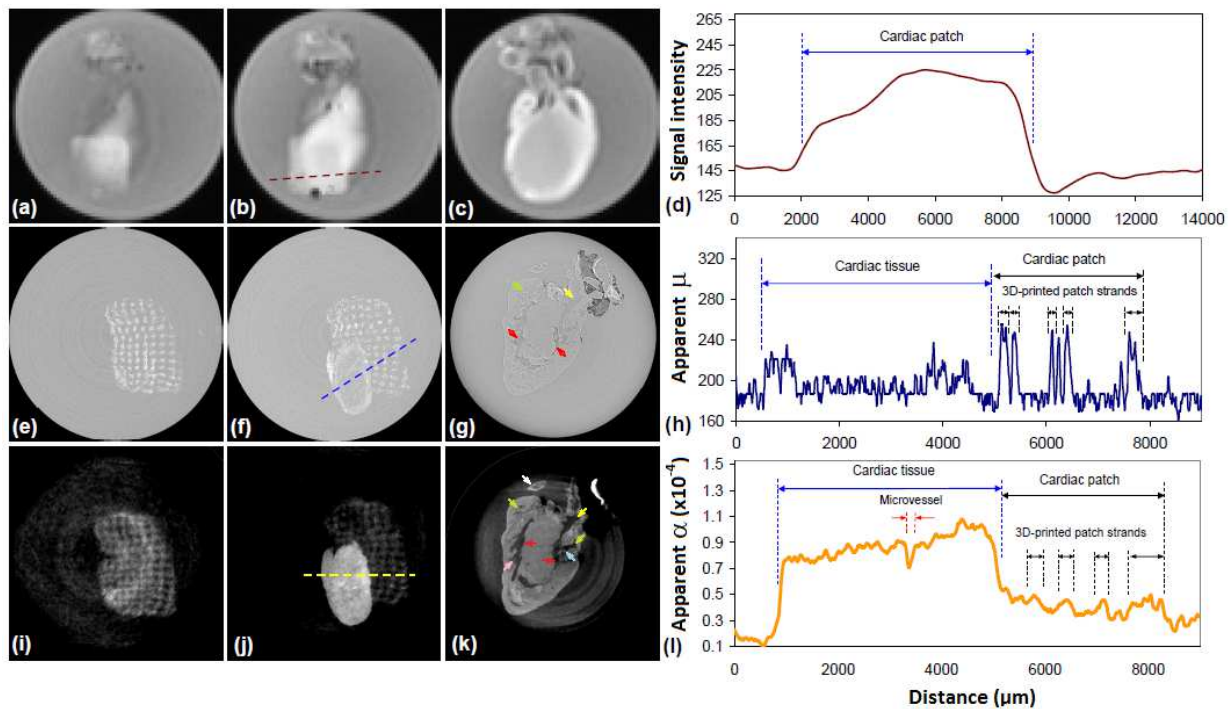 (a)
(b)
(c)
(d)
Signal intensity
265
245
225
205
185
165
145
125
Cardiac patch
0 2000 4000 6000 8000 10000 12000 14000
(e)
(f)
(g)
(h)
Apparent μ
320
280
240
200
160
Cardiac tissue
Cardiac patch
3D-printed patch strands
0 2000 4000 6000 8000
(i)
(j)
(k)
(l)
Apparent α (x10⁻⁴)
1.5
1.3
1.1
0.9
0.7
0.5
0.3
0.1
Cardiac tissue
Cardiac patch
Microvessel
3D-printed patch strands
0 2000 4000 6000 8000
Distance (μm)